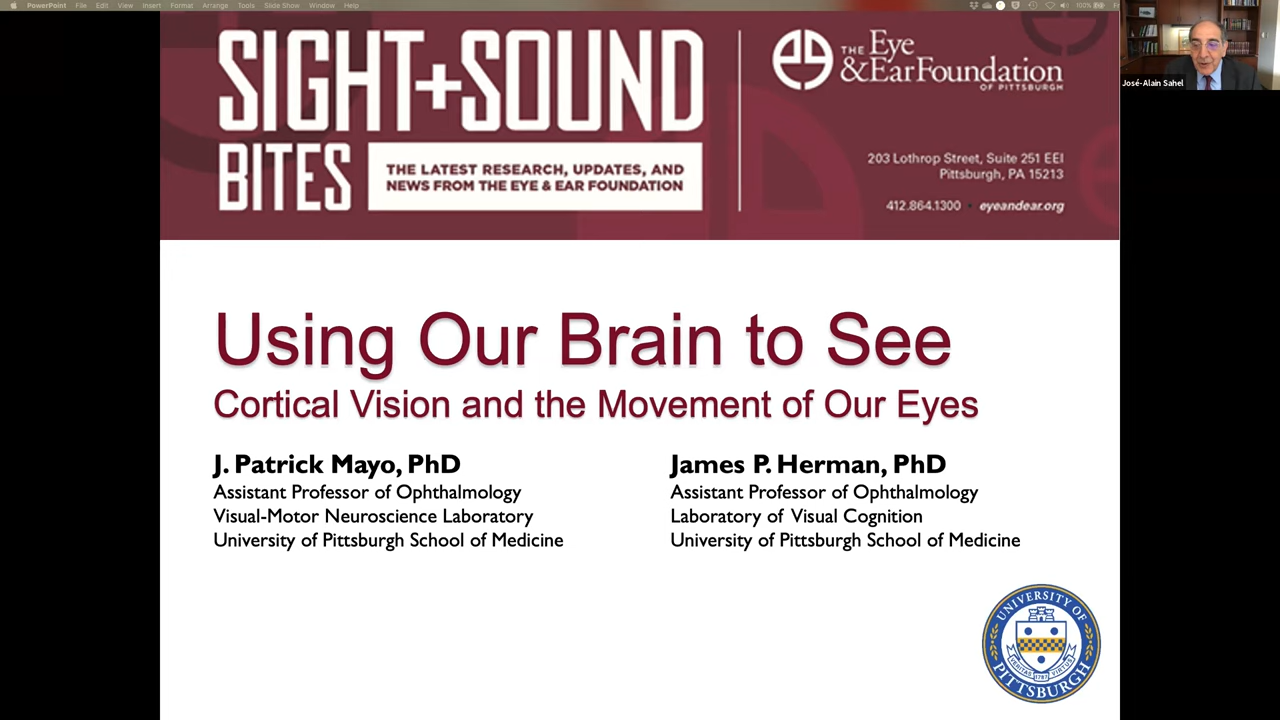 PowerPoint File Edit View Insert Format Arrange Tools Slide Show Window Help
100%
SIGHT+SOUND
BITES
THE LATEST RESEARCH, UPDATES, AND
NEWS FROM THE EYE & EAR FOUNDATION
THE Eye
& Ear Foundation
OF PITTSBURGH
203 Lothrop Street, Suite 251 EEI
Pittsburgh, PA 15213
412.864.1300 • eyeandear.org
José-Alain Sahel
Using Our Brain to See
Cortical Vision and the Movement of Our Eyes
J. Patrick Mayo, PhD
Assistant Professor of Ophthalmology
Visual-Motor Neuroscience Laboratory
University of Pittsburgh School of Medicine
James P. Herman, PhD
Assistant Professor of Ophthalmology
Laboratory of Visual Cognition
University of Pittsburgh School of Medicine
UNIVERSITY OF
VERITAS 1787 VIRTUS
PITTSBURGH